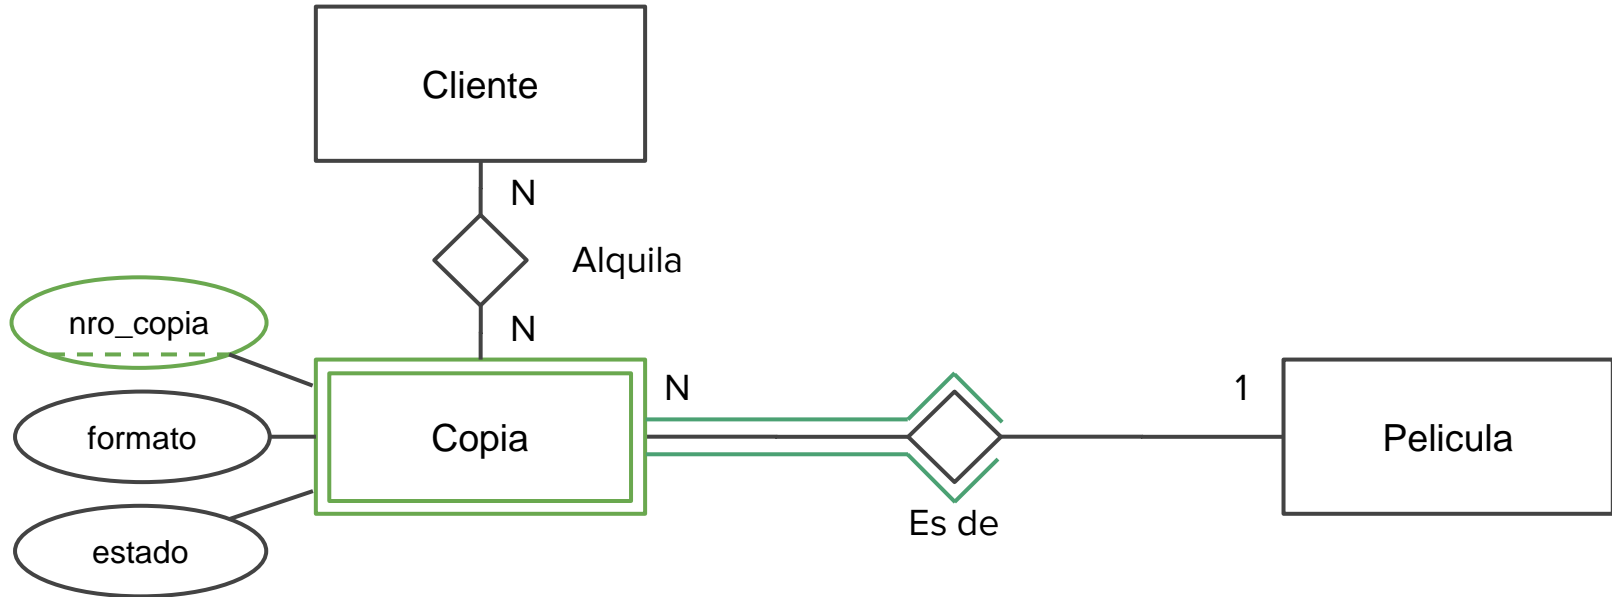 Cliente
N
Alquila
N
nro_copia
formato
estado
Copia
N
1
Es de
Pelicula